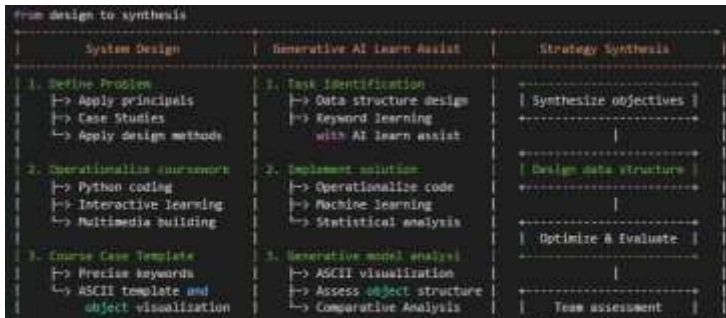 from design to synthesis
System Design | Generative AI Learn Assist | Strategy Synthesis
1. Define Problem | 1. Task Identification
├─> Apply principals | ├─> Data structure design | Synthesize objectives |
├─> Case Studies | ├─> Keyword learning
└─> Apply design methods | with AI learn assist |
2. Operationalize coursework | 2. Implement solution | Design data structure |
├─> Python coding | ├─> Operationalize code
├─> Interactive learning | ├─> Machine learning |
└─> Multimedia building | └─> Statistical analysis
| Optimize & Evaluate |
3. Course Case Template | 3. Generative model analysi
├─> Precise keywords | ├─> ASCII visualization |
└─> ASCII template and | ├─> Assess object structure
object visualization | └─> Comparative Analysis | Team assessment |